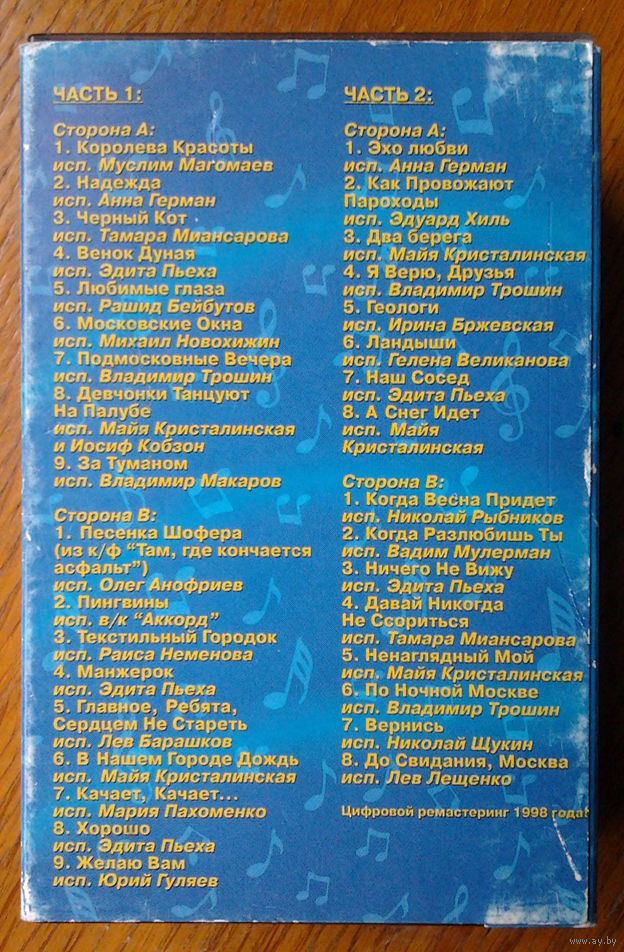 ЧАСТЬ 1:
Сторона А:
1. Королева Красоты
исп. Муслим Магомаев
2. Надежда
исп. Анна Герман
3. Черный Кот
исп. Тамара Миансарова
4. Венок Дуная
исп. Эдита Пьеха
5. Любимые глаза
исп. Рашид Бейбутов
6. Московские Окна
исп. Михаил Новохижин
7. Подмосковные Вечера
исп. Владимир Трошин
8. Девчонки Танцуют
На Палубе
исп. Майя Кристалинская
и Иосиф Кобзон
9. За Туманом
исп. Владимир Макаров
Сторона В:
1. Песенка Шофера
(из к/ф "Там, где кончается
асфальт")
исп. Олег Анофриев
2. Пингвины
исп. в/к "Аккорд"
3. Текстильный Городок
исп. Раиса Неменова
4. Манжерок
исп. Эдита Пьеха
5. Главное, Ребята,
Сердцем Не Стареть
исп. Лев Барашков
6. В Нашем Городе Дождь
исп. Майя Кристалинская
7. Качает, Качает...
исп. Мария Пахоменко
8. Хорошо
исп. Эдита Пьеха
9. Желаю Вам
исп. Юрий Гуляев
ЧАСТЬ 2:
Сторона А:
1. Эхо любви
исп. Анна Герман
2. Как Провожают
Пароходы
исп. Эдуард Хиль
3. Два берега
исп. Майя Кристалинская
4. Я Верю, Друзья
исп. Владимир Трошин
5. Геологи
исп. Ирина Бржевская
6. Ландыши
исп. Гелена Великанова
7. Наш Сосед
исп. Эдита Пьеха
8. А Снег Идет
исп. Майя
Кристалинская
Сторона В:
1. Когда Весна Придет
исп. Николай Рыбников
2. Когда Разлюбишь Ты
исп. Вадим Мулерман
3. Ничего Не Вижу
исп. Эдита Пьеха
4. Давай Никогда
Не Ссориться
исп. Тамара Миансарова
5. Ненаглядный Мой
исп. Майя Кристалинская
6. По Ночной Москве
исп. Владимир Трошин
7. Вернись
исп. Николай Щукин
8. До Свидания, Москва
исп. Лев Лещенко
Цифровой ремастеринг 1998 года!
www.ay.by